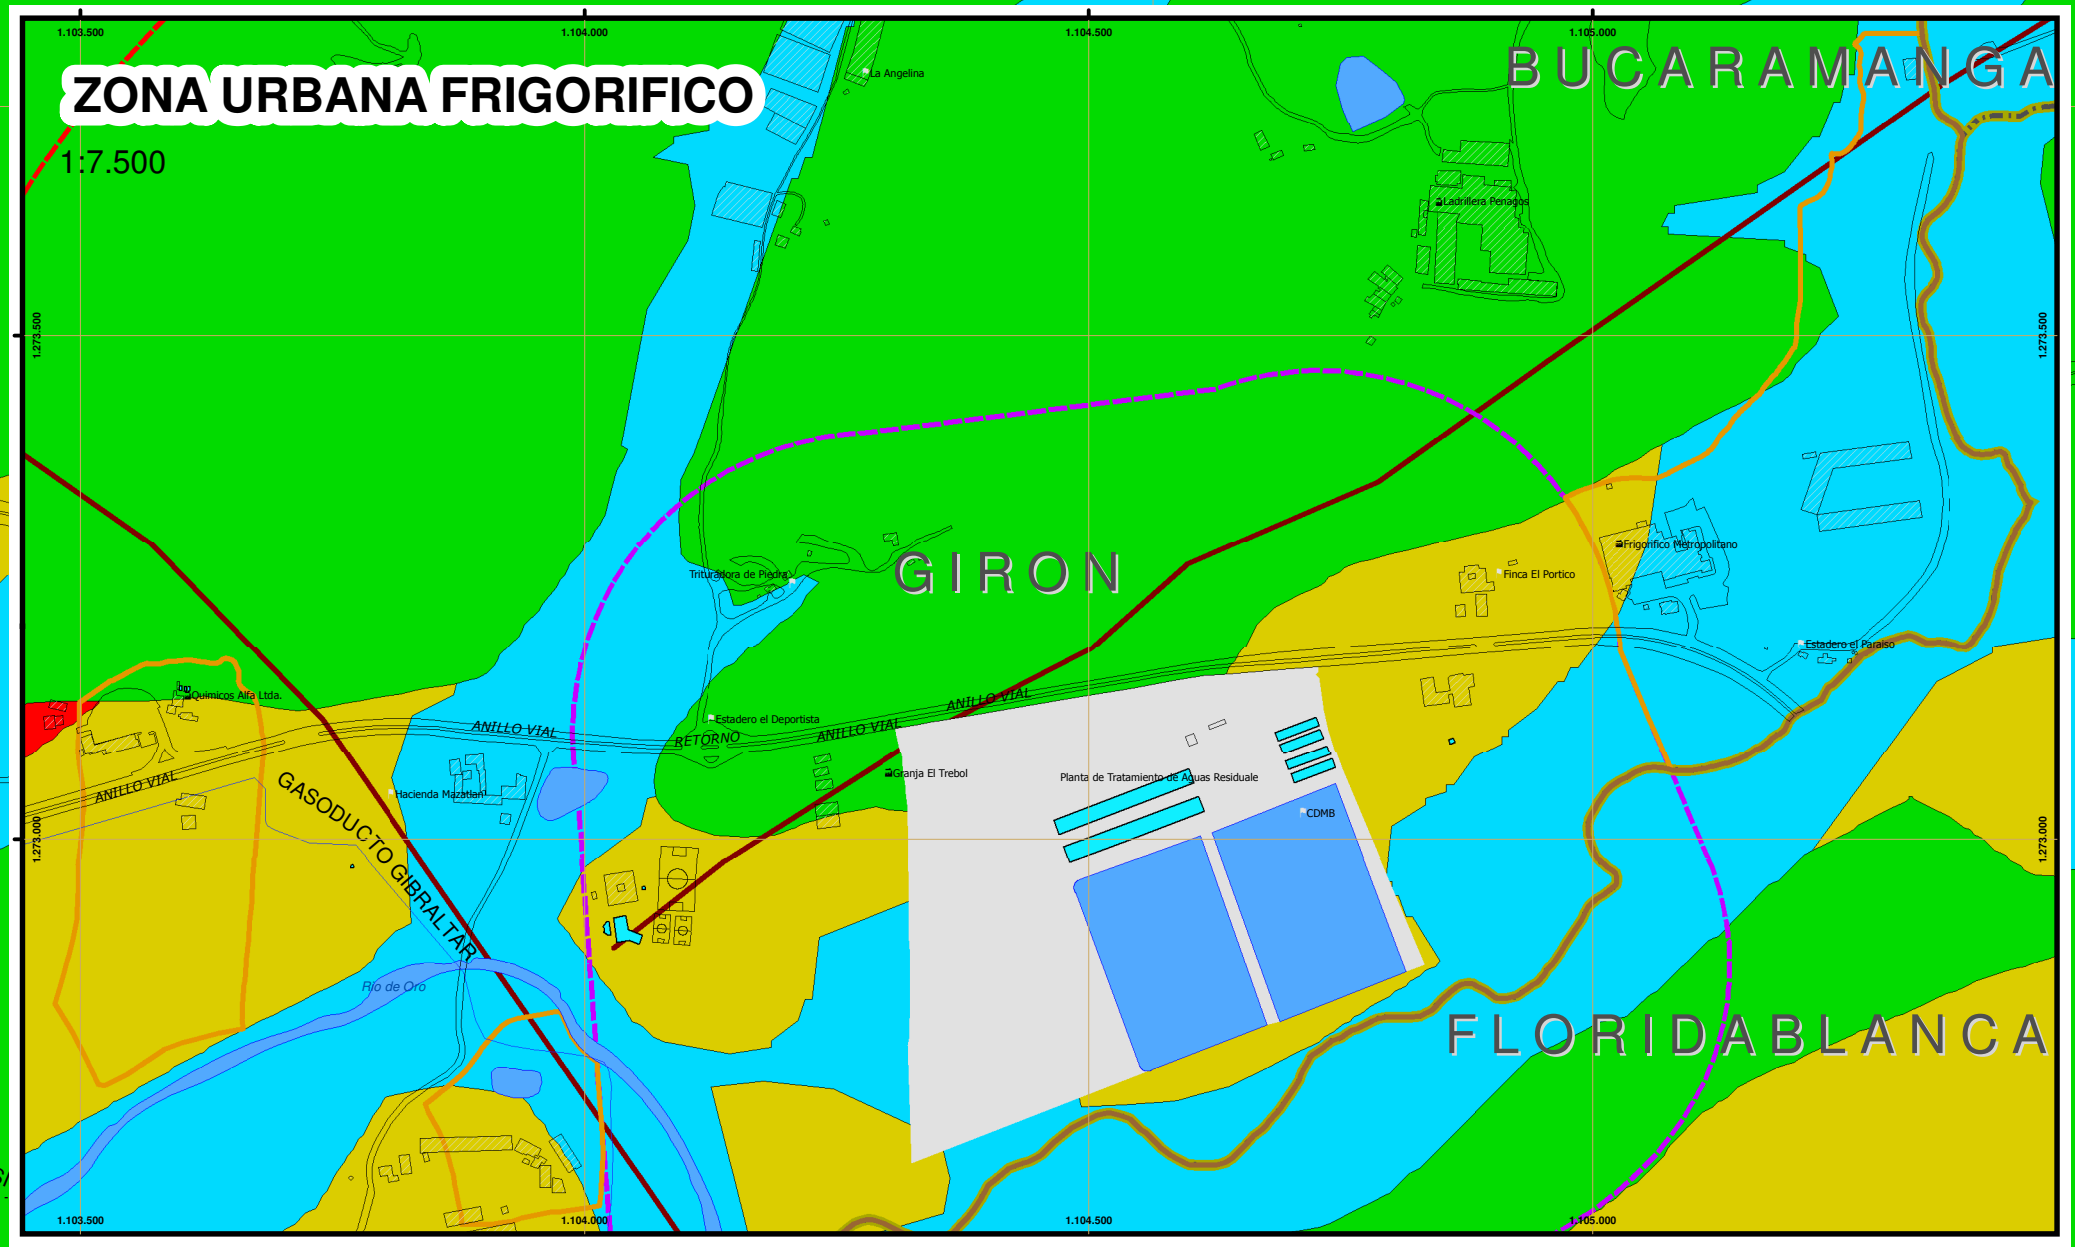 1.103.500
1.104.000
1.104.500
1.105.000
BUCARAMANGA
La Angelina
ZONA URBANA FRIGORIFICO
1:7.500
Ladrillera Penagos
1.273.500
1.273.500
Frigorifico Metropolitano
Trituradora de Piedra
GIRON
Finca El Portico
Estadero el Paraiso
Quimicos Alfa Ltda.
ANILLO VIAL
Estadero el Deportista
ANILLO VIAL
ANILLO VIAL
RETORNO
Granja El Trebol
Planta de Tratamiento de Aguas Residuale
ANILLO VIAL
Hacienda Mazatlan
CDMB
GASODUCTO GIBRALTAR
1.273.000
1.273.000
Río de Oro
FLORIDABLANCA
1.103.500
1.104.000
1.104.500
1.105.000